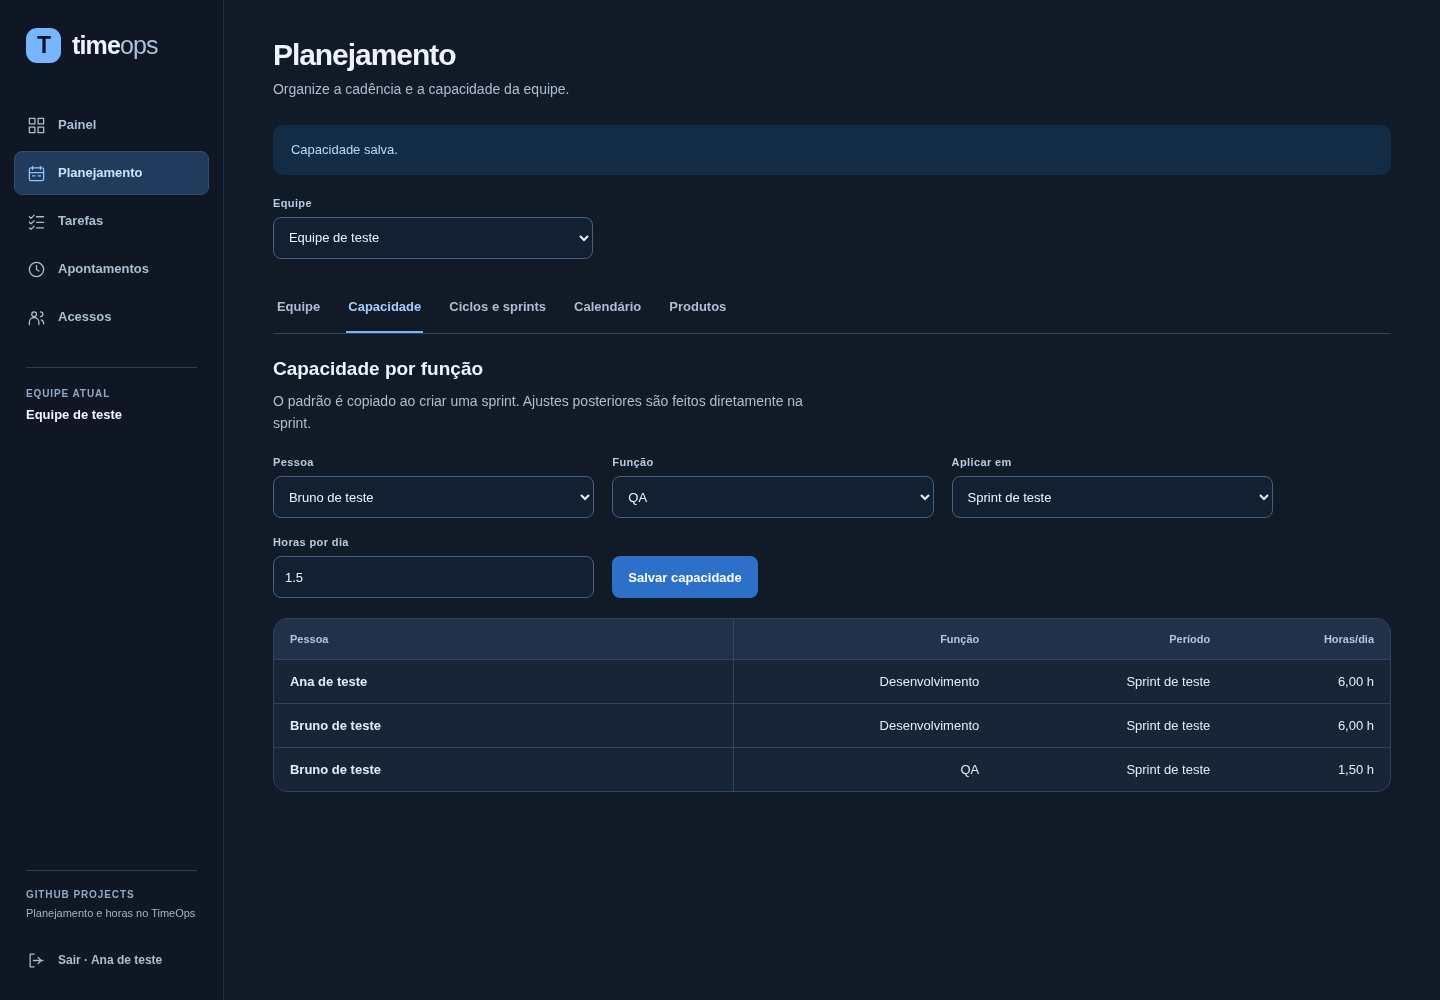 T timeops
Painel
Planejamento
Tarefas
Apontamentos
Acessos
EQUIPE ATUAL
Equipe de teste
GITHUB PROJECTS
Planejamento e horas no TimeOps
Sair · Ana de teste
Planejamento
Organize a cadência e a capacidade da equipe.
Capacidade salva.
Equipe
Equipe de teste
Equipe Capacidade Ciclos e sprints Calendário Produtos
Capacidade por função
O padrão é copiado ao criar uma sprint. Ajustes posteriores são feitos diretamente na
sprint.
Pessoa Função Aplicar em
Bruno de teste QA Sprint de teste
Horas por dia
1.5 Salvar capacidade
Pessoa Função Período Horas/dia
Ana de teste Desenvolvimento Sprint de teste 6,00 h
Bruno de teste Desenvolvimento Sprint de teste 6,00 h
Bruno de teste QA Sprint de teste 1,50 h